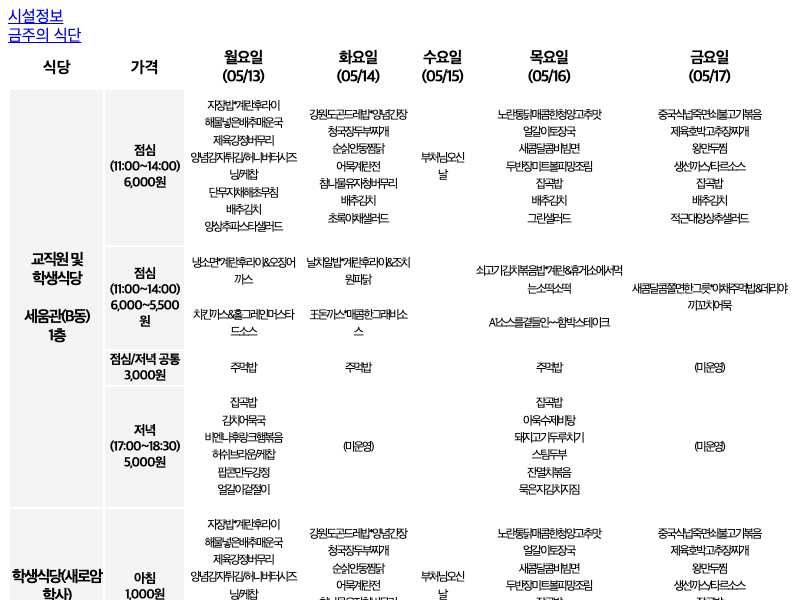 시설정보
금주의 식단
식당
가격
월요일
(05/13)
화요일
(05/14)
수요일
(05/15)
목요일
(05/16)
금요일
(05/17)
교직원 및
학생식당
세움관(B동)
1층
점심
(11:00~14:00)
6,000원
자장밥*계란후라이
해물넣은배추매운국
제육강정버무리
양념감자튀김/허니버터시즈
닝/케찹
단무지채해초무침
배추김치
양상추파스타샐러드
강원도곤드레밥*양념간장
청국장두부찌개
순살안동찜닭
어묵계란전
참나물유자청버무리
배추김치
초록야채샐러드
부처님오신
날
노란통닭매콤한청양고추맛
얼갈이토장국
새콤달콤비빔면
무반장미트볼피망조림
잡곡밥
배추김치
그린샐러드
중국식넙죽면쇠불고기볶음
제육호박고추장찌개
왕만두찜
생선까스/타르소스
잡곡밥
배추김치
적근대양상추샐러드
점심
(11:00~14:00)
6,000~5,500
원
냉소면*계란후라이&오징어
까스
치킨까스&홀그레인머스타
드소스
날치알밥*계란후라이&조치
원파닭
王돈까스*매콤한그래비소
스
쇠고기김치볶음밥*계란&휴게소에서먹
는소떡소떡
A1소스를곁들인~~함박스테이크
새콤달콤쫄면한그릇*야채주먹밥&데리야
끼꼬치어묵
점심/저녁 공통
3,000원
주먹밥
주먹밥
주먹밥
(미운영)
저녁
(17:00~18:30)
5,000원
잡곡밥
김치어묵국
비엔나후랑크햄볶음
허쉬브라운/케찹
팝콘만두강정
얼갈이겉절이
(미운영)
잡곡밥
아욱수제비탕
돼지고기두루치기
스팀두부
잔멸치볶음
묵은지김치지짐
(미운영)
학생식당(새로암
학사)
아침
1,000원
자장밥*계란후라이
해물넣은배추매운국
제육강정버무리
양념감자튀김/허니버터시즈
닝/케찹
강원도곤드레밥*양념간장
청국장두부찌개
순살안동찜닭
어묵계란전
부처님오신
날
노란통닭매콤한청양고추맛
얼갈이토장국
새콤달콤비빔면
무반장미트볼피망조림
중국식넙죽면쇠불고기볶음
제육호박고추장찌개
왕만두찜
생선까스/타르소스